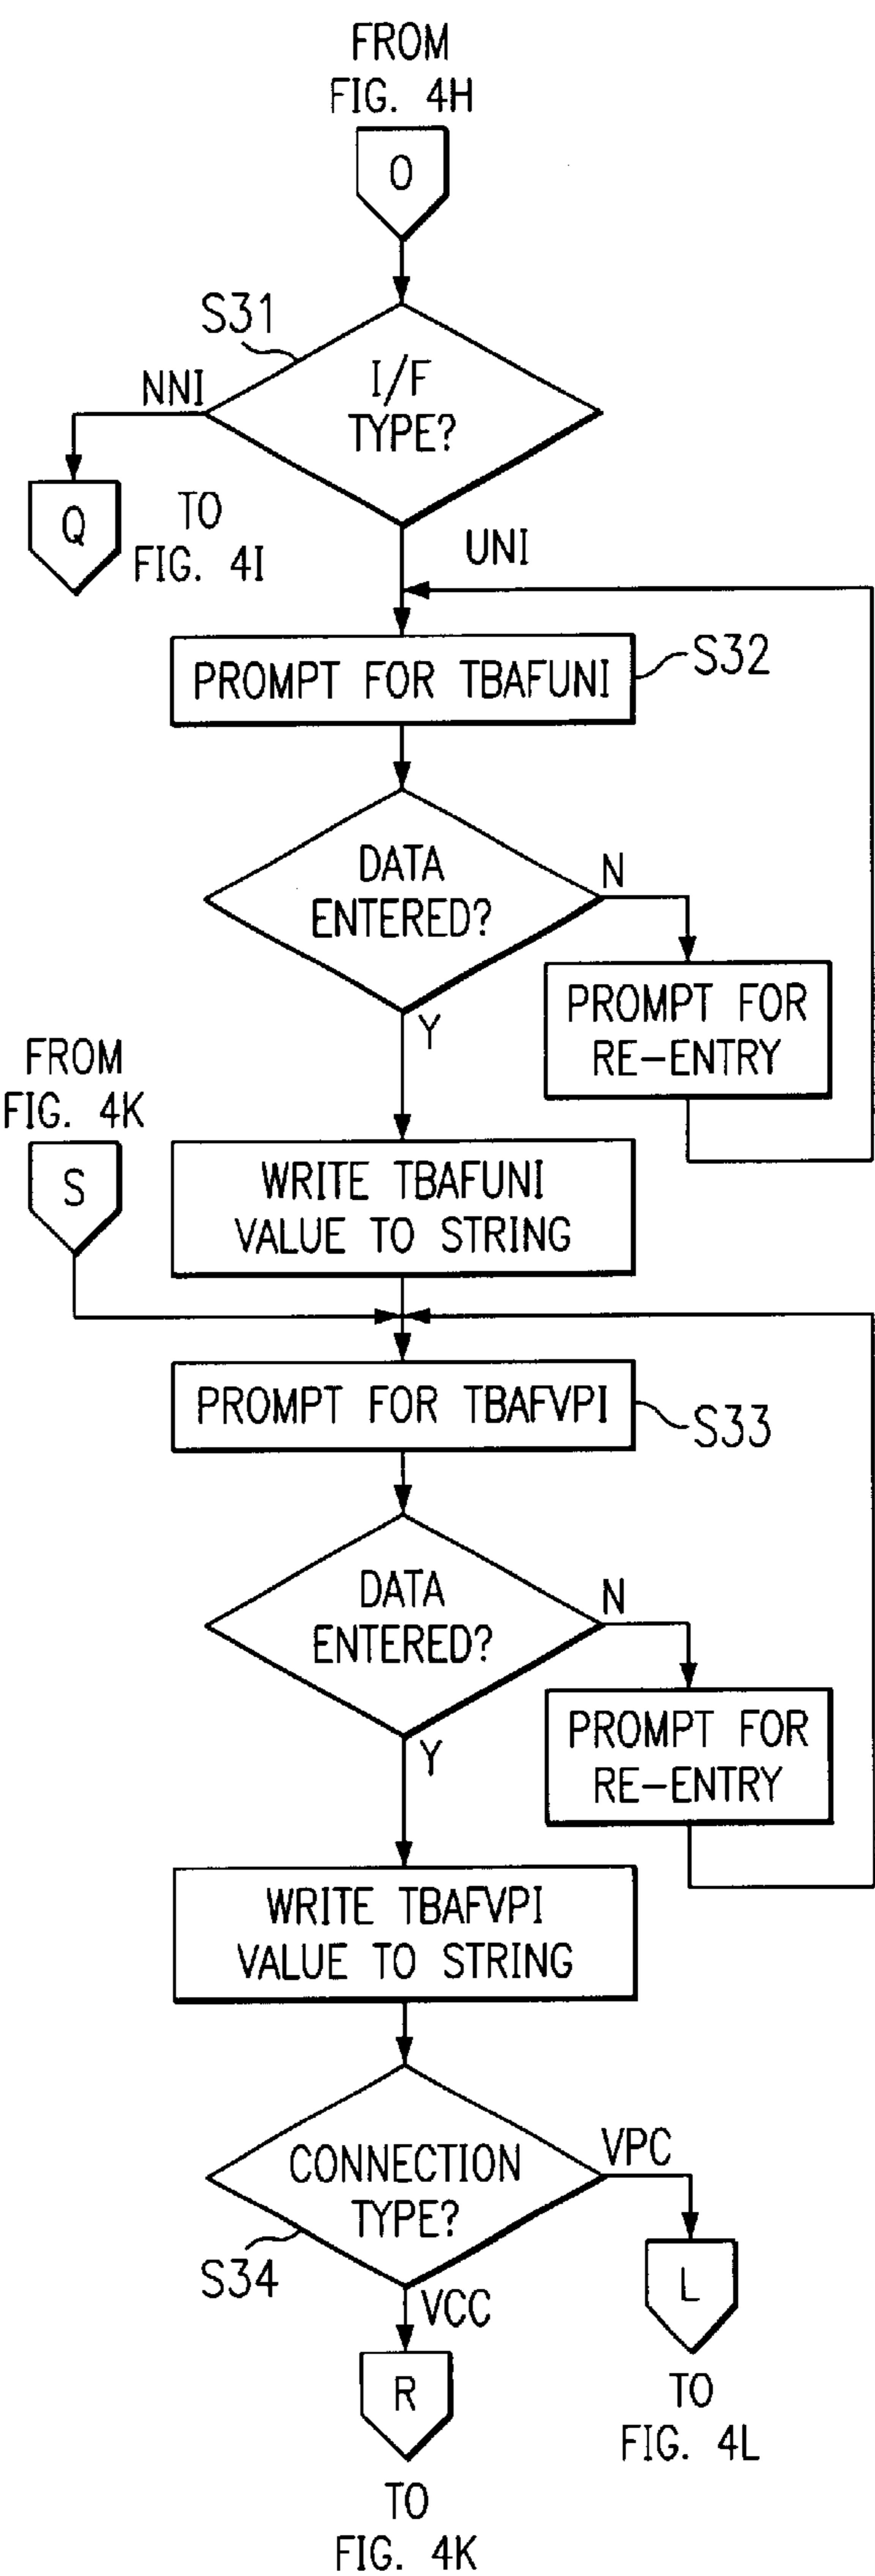 FROM
FIG. 4H
O
S31
I/F
TYPE?
NNI
Q
TO
FIG. 4I
UNI
PROMPT FOR TBAFUNI
S32
DATA
ENTERED?
N
PROMPT FOR
RE-ENTRY
Y
FROM
FIG. 4K
S
WRITE TBAFUNI
VALUE TO STRING
PROMPT FOR TBAFVPI
S33
DATA
ENTERED?
N
PROMPT FOR
RE-ENTRY
Y
WRITE TBAFVPI
VALUE TO STRING
CONNECTION
TYPE?
VPC
S34
L
TO
FIG. 4L
VCC
R
TO
FIG. 4K